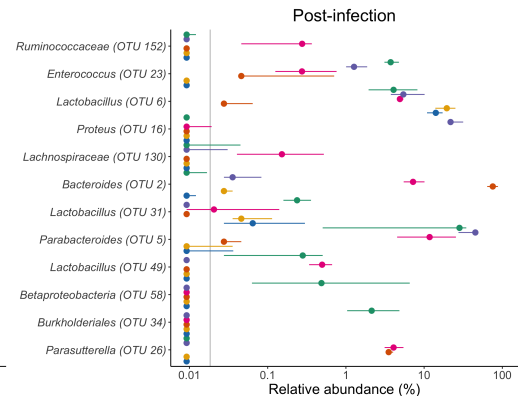 Post-infection
Ruminococcaceae (OTU 152)
Enterococcus (OTU 23)
Lactobacillus (OTU 6)
Proteus (OTU 16)
Lachnospiraceae (OTU 130)
Bacteroides (OTU 2)
Lactobacillus (OTU 31)
Parabacteroides (OTU 5)
Lactobacillus (OTU 49)
Betaproteobacteria (OTU 58)
Burkholderiales (OTU 34)
Parasutterella (OTU 26)
0.01 0.1 1 10 100
Relative abundance (%)